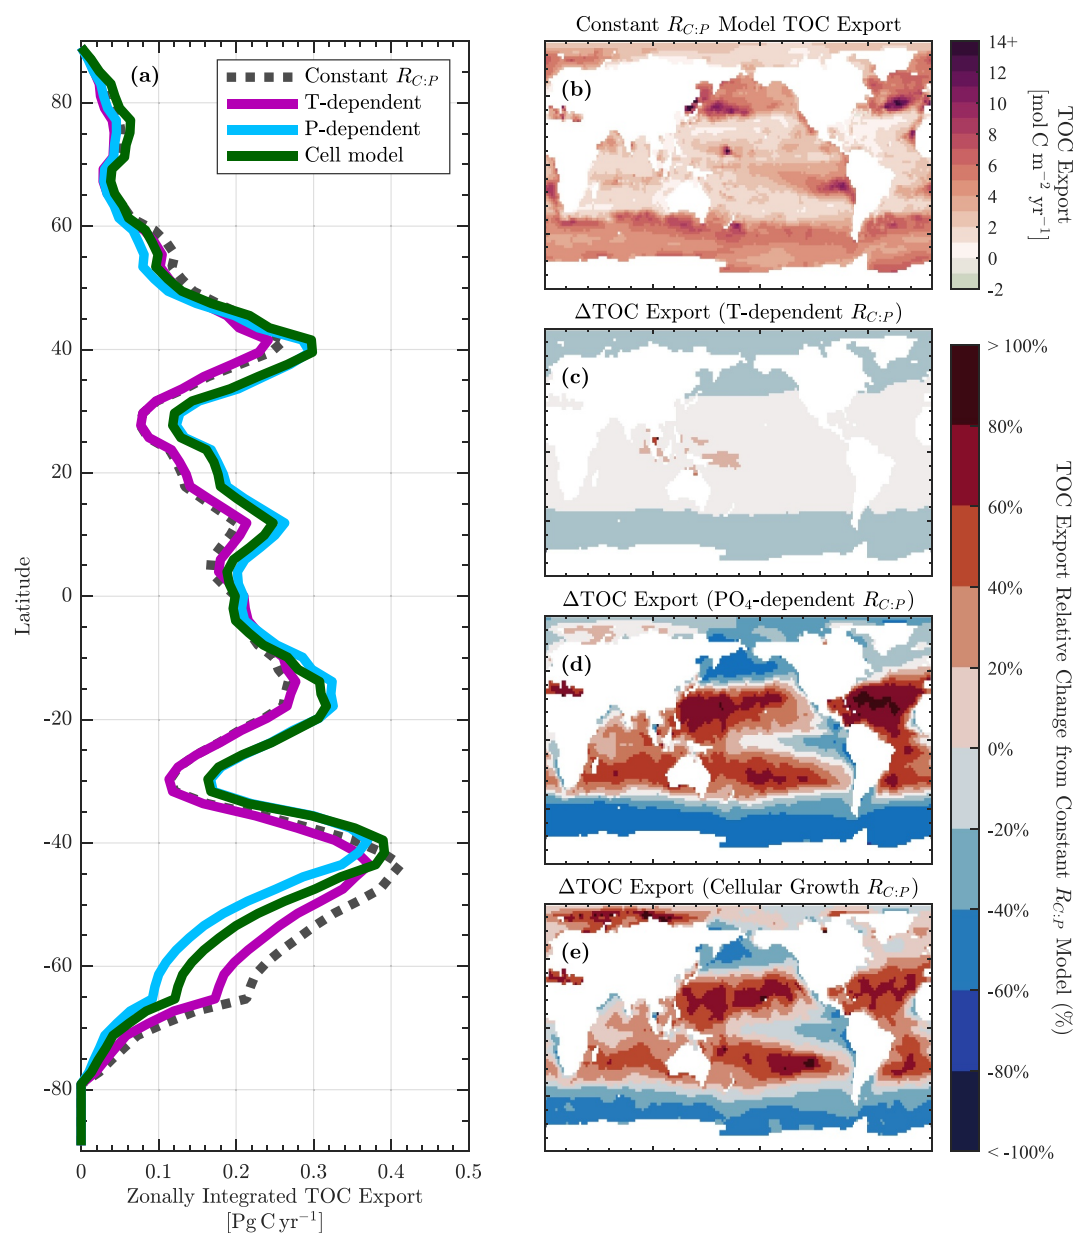 (a)
Constant R_{C:P}
T-dependent
P-dependent
Cell model
80
60
40
20
0
-20
-40
-60
-80
Latitude
0
0.1
0.2
0.3
0.4
0.5
Zonally Integrated TOC Export
[Pg C yr⁻¹]
Constant R_{C:P} Model TOC Export
(b)
14+
12
10
8
6
4
2
0
-2
TOC Export
[mol C m⁻² yr⁻¹]
ΔTOC Export (T-dependent R_{C:P})
(c)
ΔTOC Export (PO₄-dependent R_{C:P})
(d)
ΔTOC Export (Cellular Growth R_{C:P})
(e)
> 100%
80%
60%
40%
20%
0%
-20%
-40%
-60%
-80%
< -100%
TOC Export Relative Change from Constant R_{C:P} Model (%)